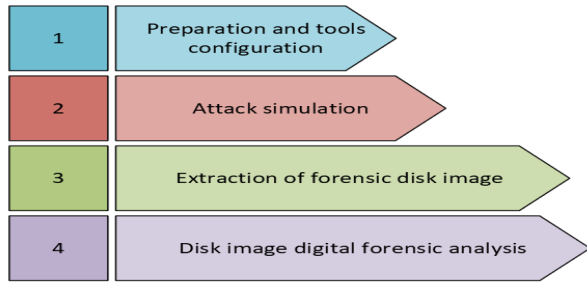 1
Preparation and tools
configuration
2
Attack simulation
3
Extraction of forensic disk image
4
Disk image digital forensic analysis